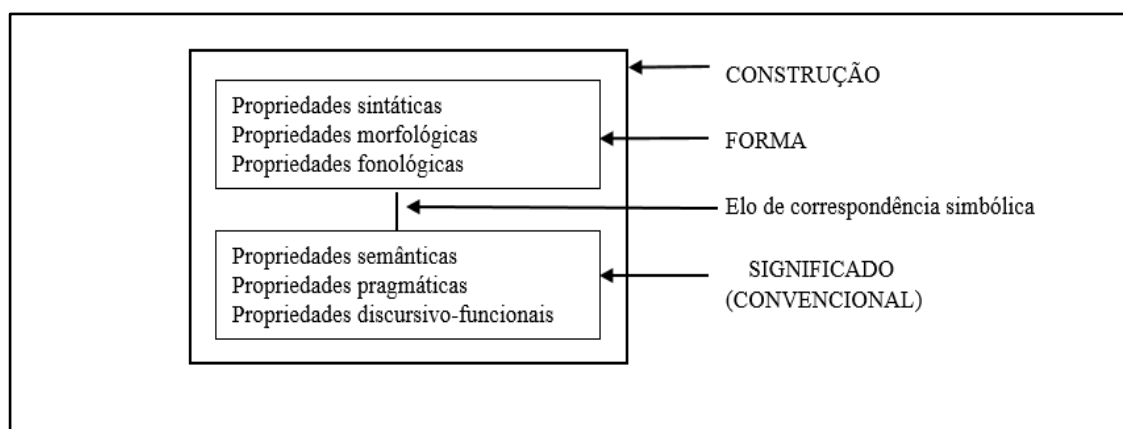 CONSTRUÇÃO
Propriedades sintáticas
Propriedades morfológicas
Propriedades fonológicas
FORMA
Elo de correspondência simbólica
Propriedades semânticas
Propriedades pragmáticas
Propriedades discursivo-funcionais
SIGNIFICADO
(CONVENCIONAL)